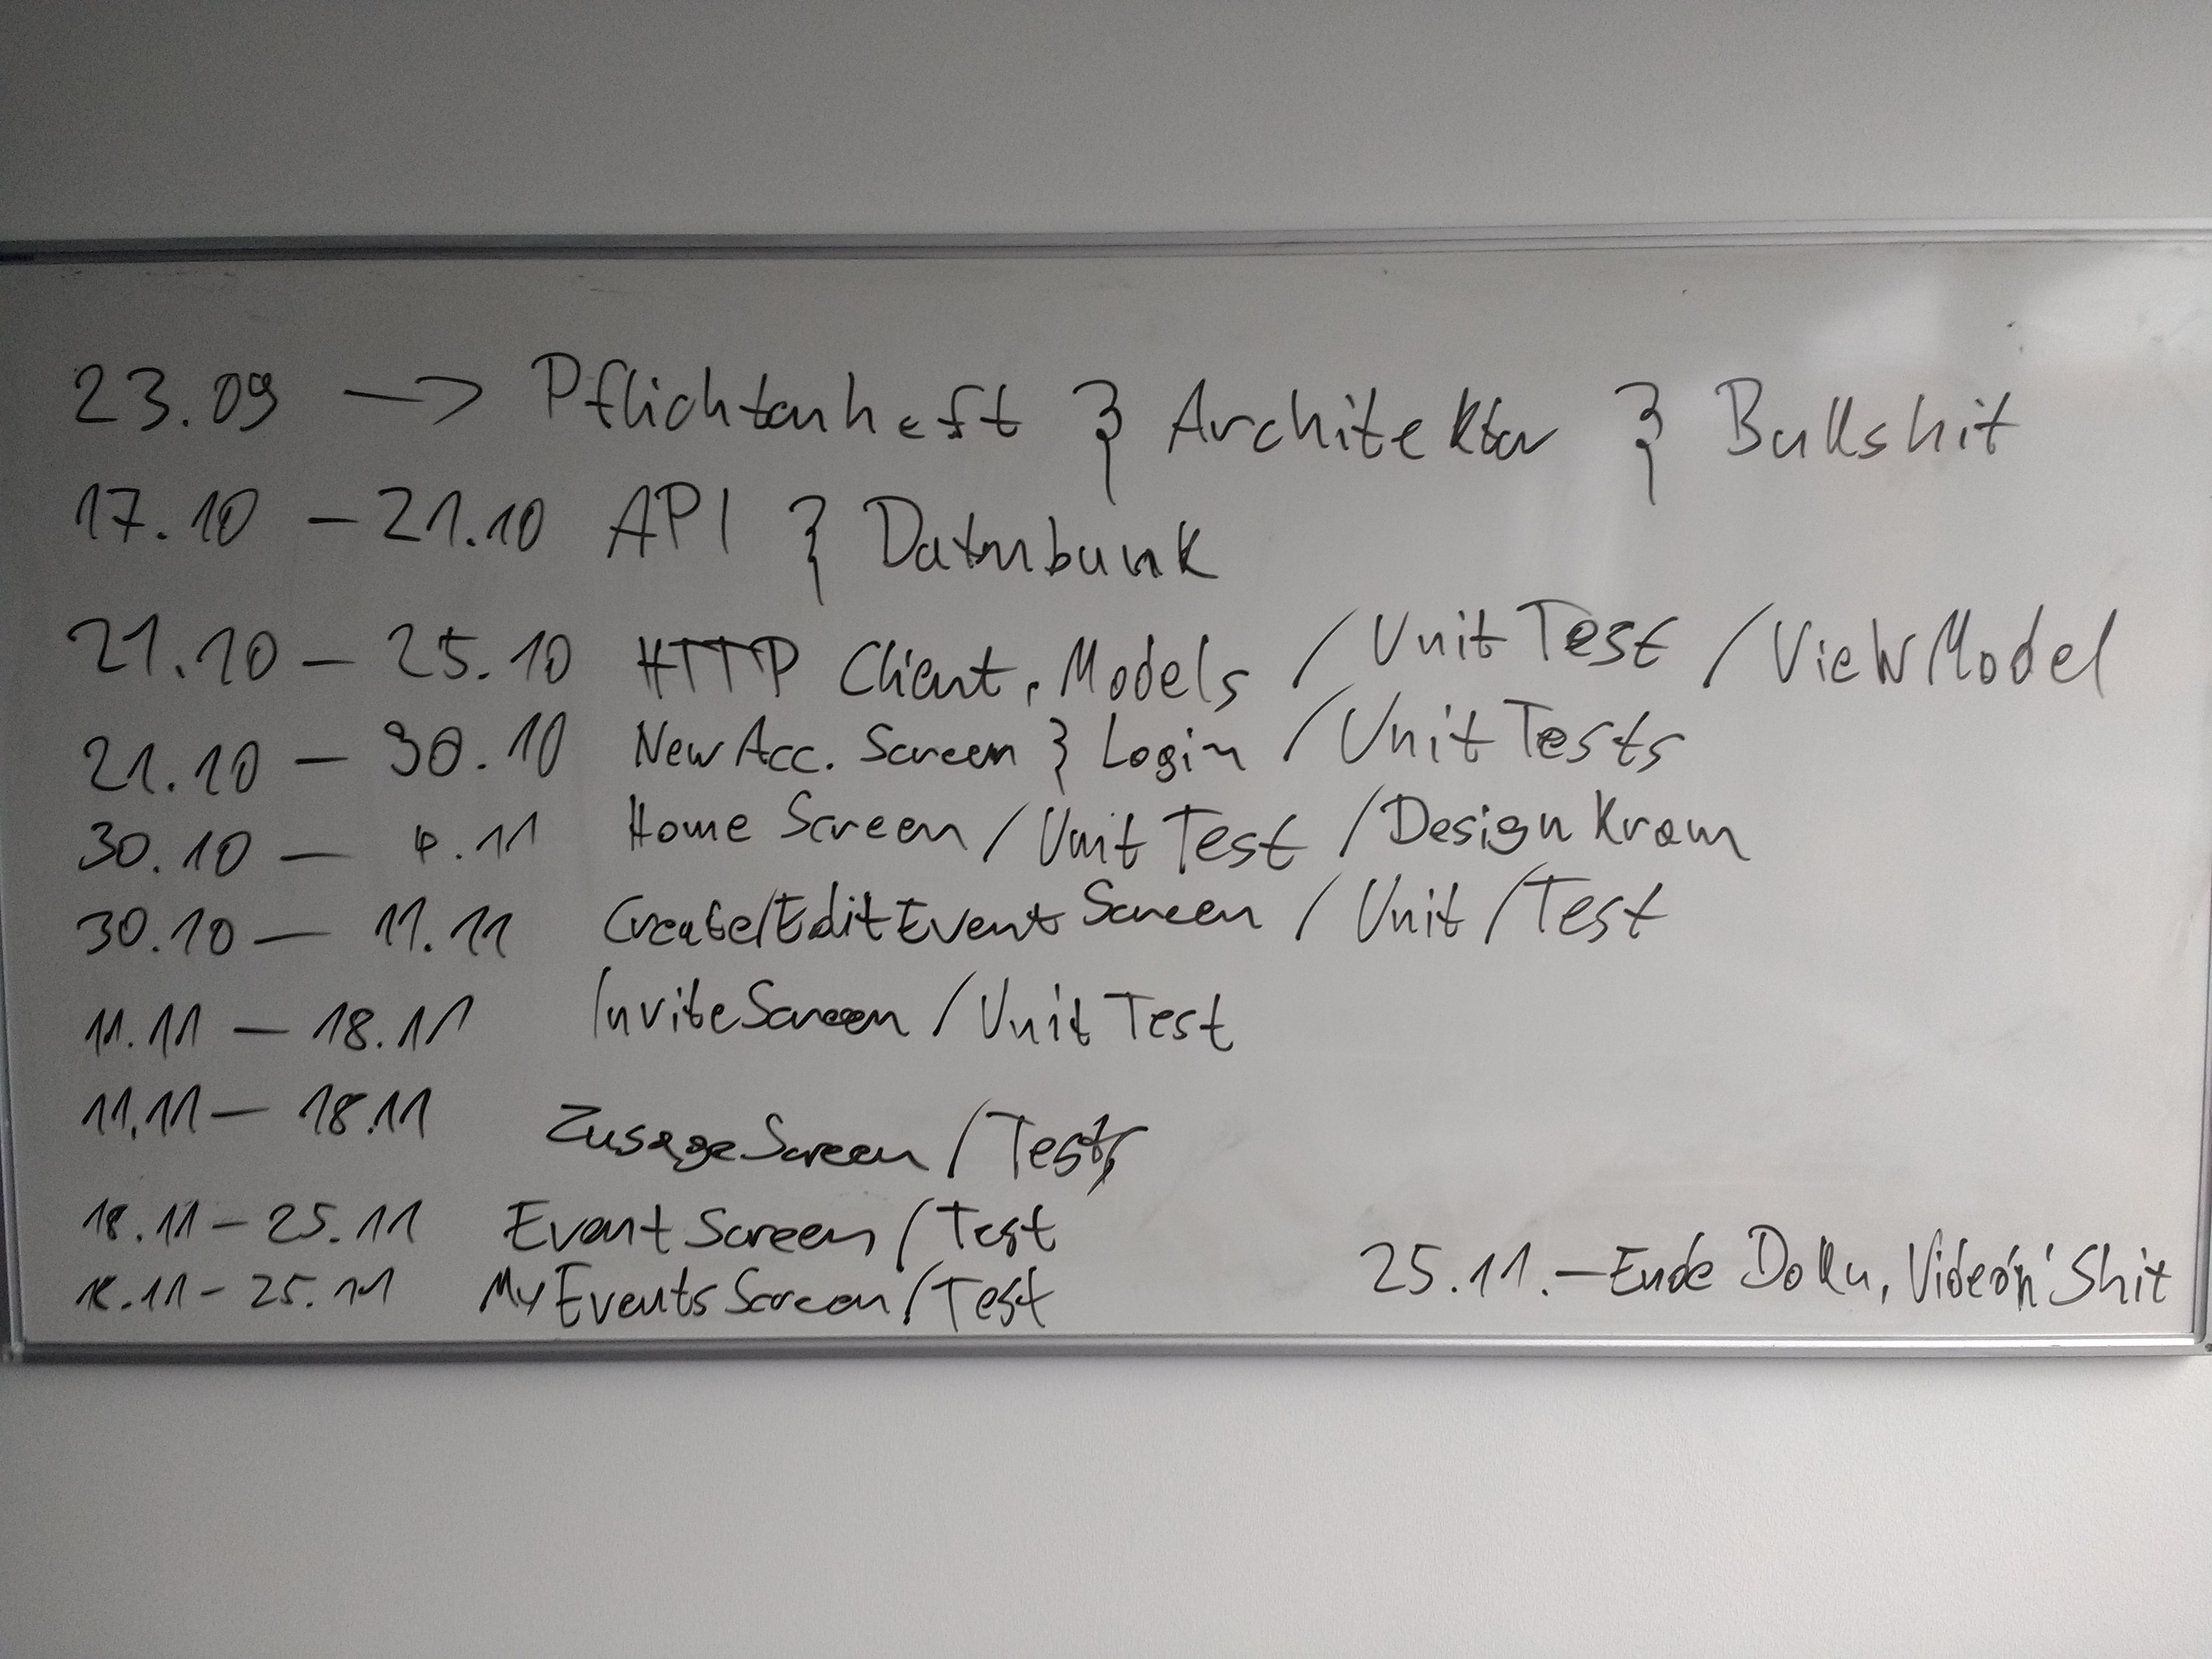 23.09 —> Pflichtenheft & Architektur & Bullshit
17.10 – 21.10 API & Datenbank
21.10 – 25.10 HTTP Client, Models / Unit Test / ViewModel
21.10 – 30.10 New Acc. Screen & Login / Unit Tests
30.10 – 4.11 Home Screen / Unit Test / Design Kram
30.10 – 11.11 Create/Edit Event Screen / Unit / Test
11.11 – 18.11 Invite Screen / Unit Test
11.11 – 18.11 Zusage Screen / Tests
18.11 – 25.11 Event Screen / Test
18.11 – 25.11 My Events Screen / Test
25.11. – Ende Doku, Video 'n' Shit